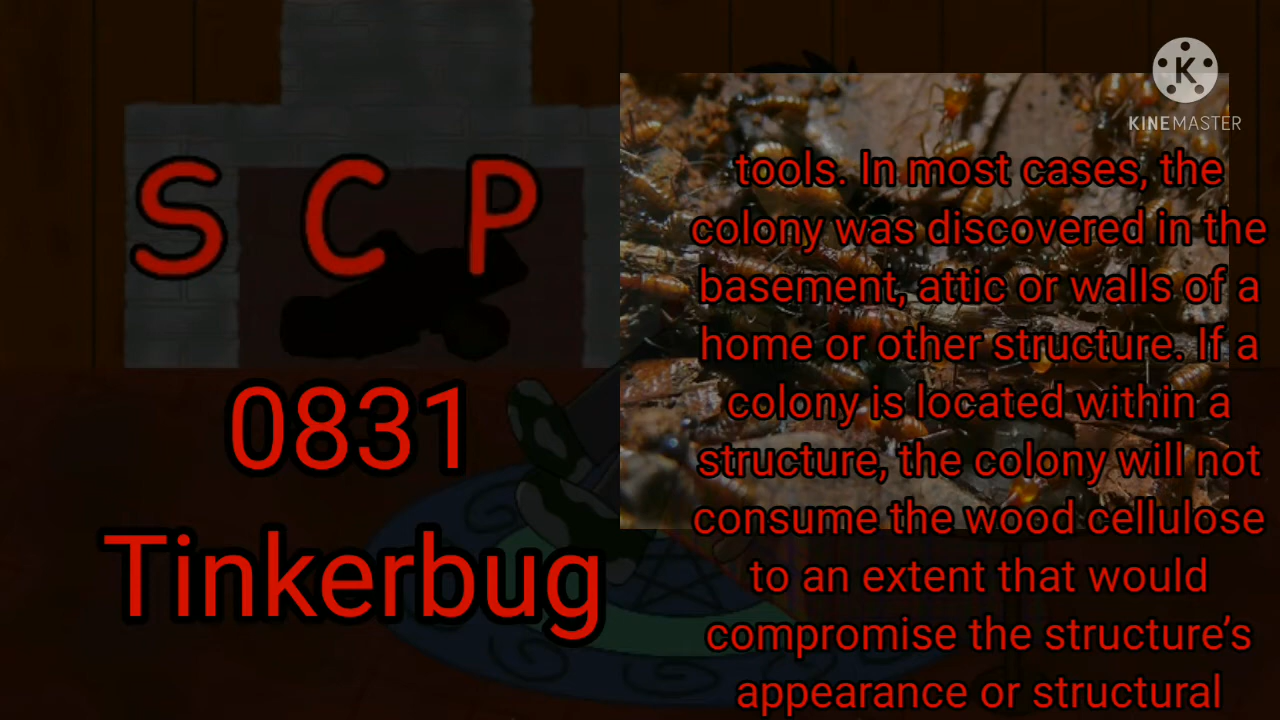 S C P
0831
Tinkerbug
K
KINEMASTER
tools. In most cases, the
colony was discovered in the
basement, attic or walls of a
home or other structure. If a
colony is located within a
structure, the colony will not
consume the wood cellulose
to an extent that would
compromise the structure’s
appearance or structural